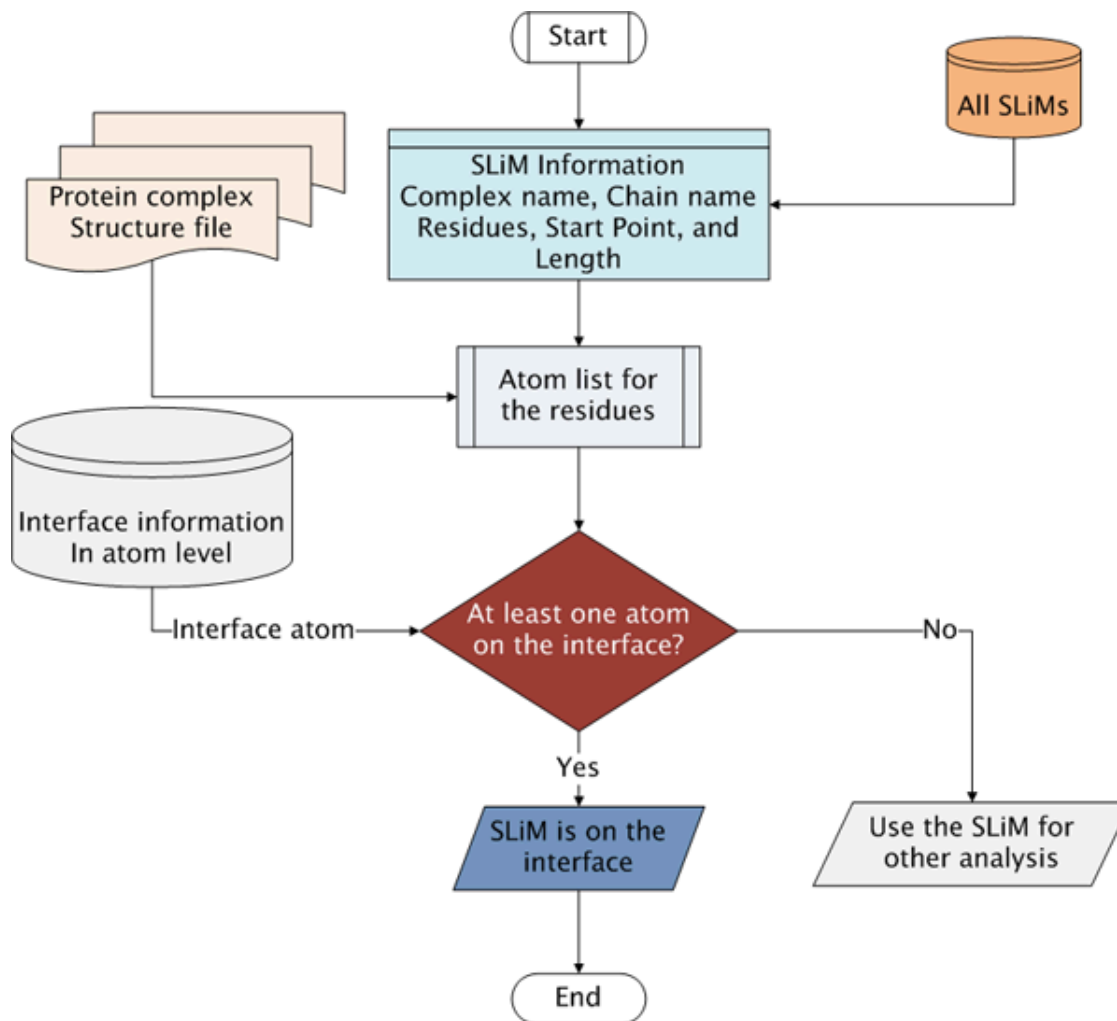 Start
All SLiMs
SLiM Information
Complex name, Chain name
Residues, Start Point, and
Length
Protein complex
Structure file
Atom list for
the residues
Interface information
In atom level
Interface atom
At least one atom
on the interface?
No
Yes
SLiM is on the
interface
Use the SLiM for
other analysis
End